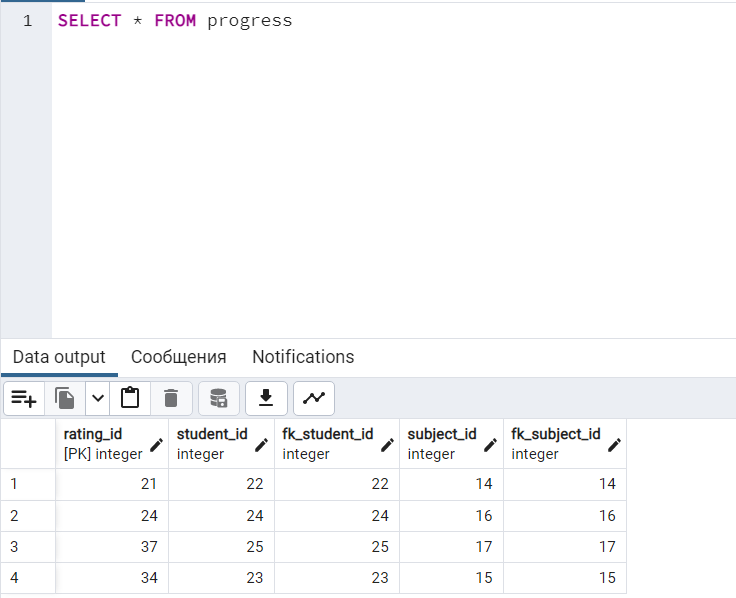 1 SELECT * FROM progress
Data output Сообщения Notifications
rating_id student_id fk_student_id subject_id fk_subject_id
[PK] integer integer integer integer integer
1 21 22 22 14 14
2 24 24 24 16 16
3 37 25 25 17 17
4 34 23 23 15 15